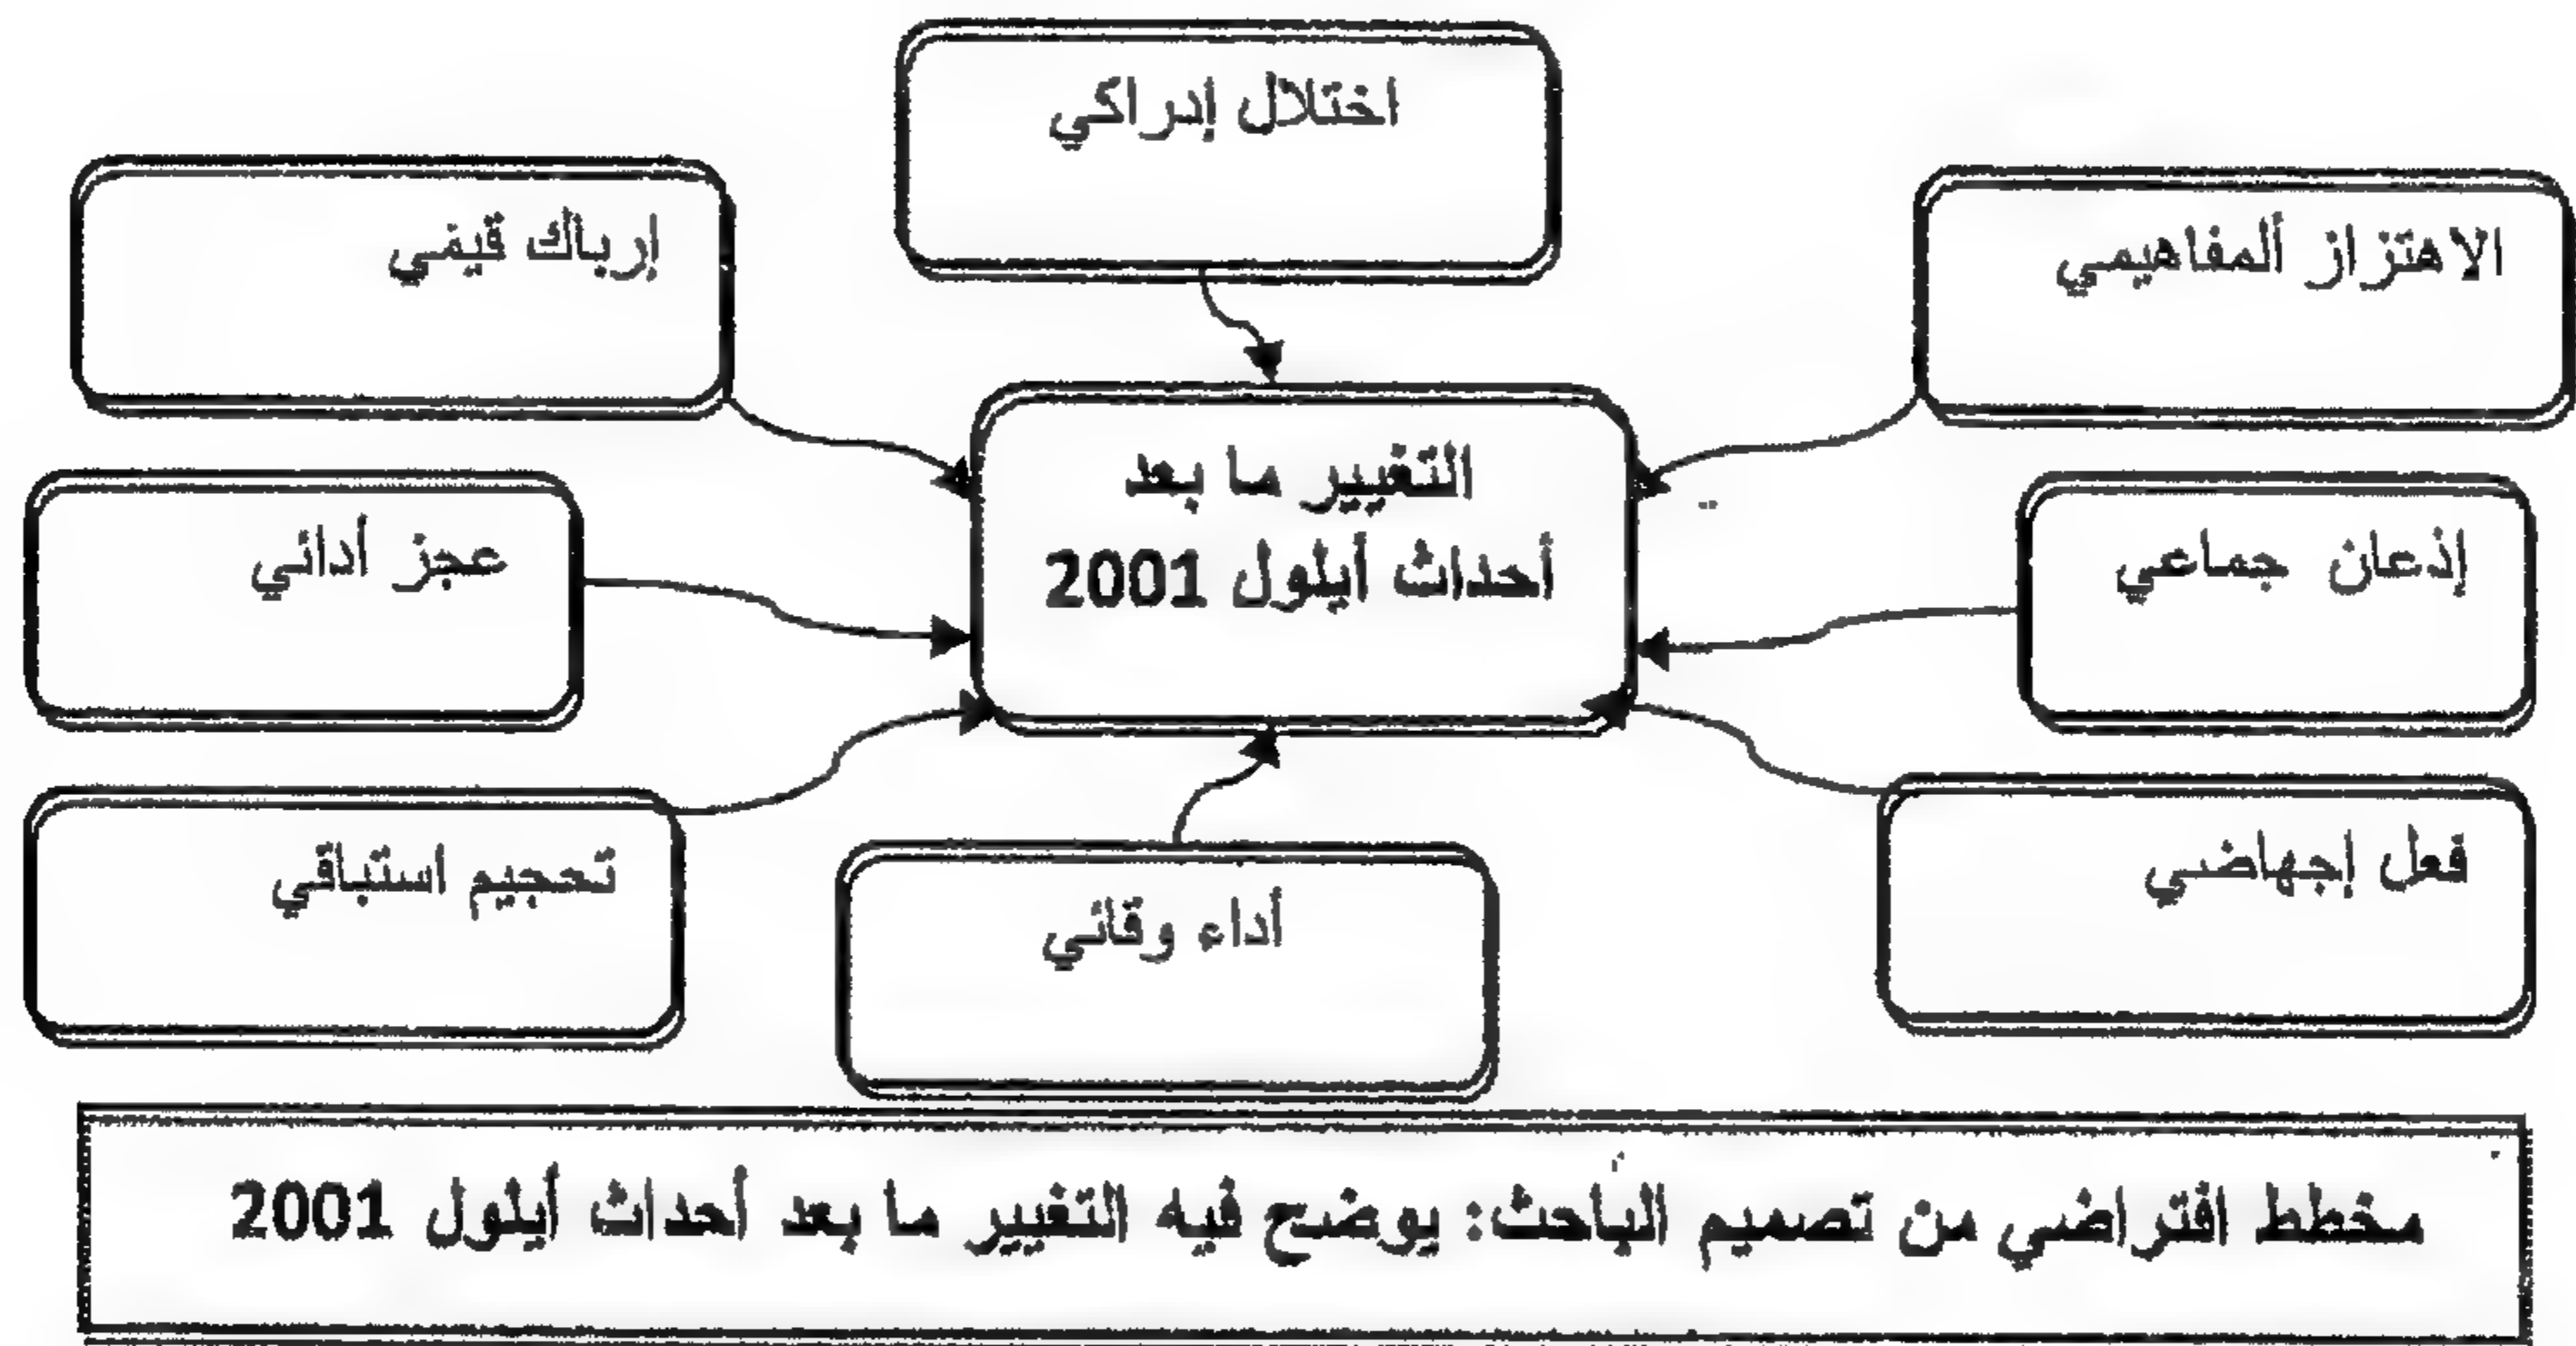 اختلال إدراكي
الاهتزاز ألمفاهيمي
إرباك قيمي
التغيير ما بعد
أحداث أيلول 2001
إذعان جماعي
عجز أدائي
فعل إجهاضي
أداء وقائي
تحجيم استباقي
مخطط افتراضي من تصميم الباحث: يوضح فيه التغيير ما بعد أحداث أيلول 2001